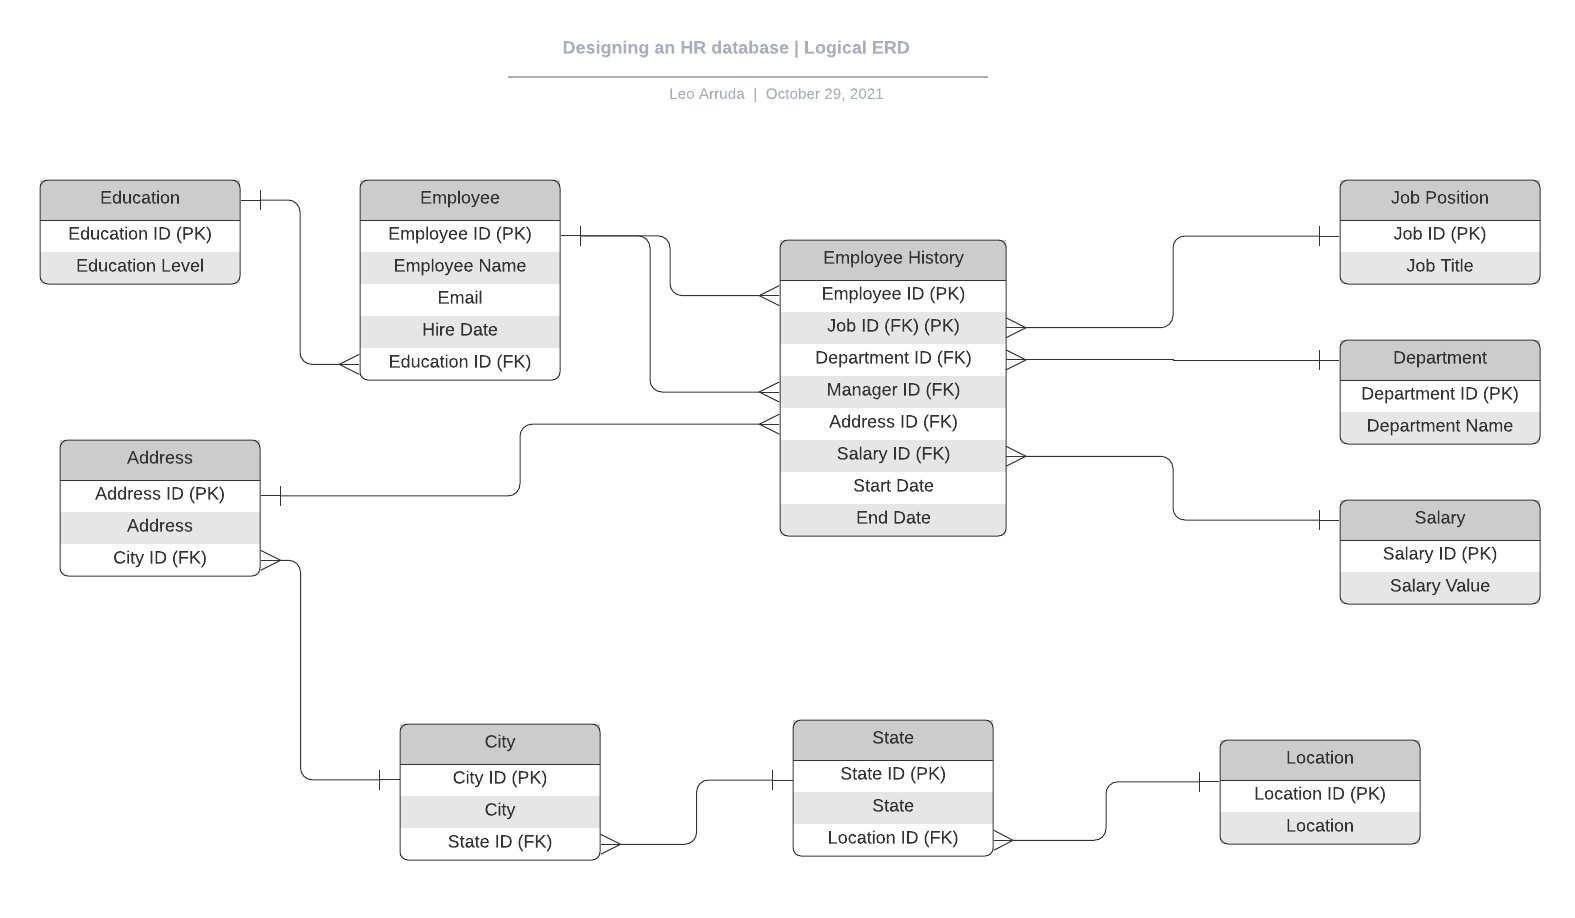 Designing an HR database | Logical ERD
Leo Arruda | October 29, 2021
Education
Education ID (PK)
Education Level
Employee
Employee ID (PK)
Employee Name
Email
Hire Date
Education ID (FK)
Employee History
Employee ID (PK)
Job ID (FK) (PK)
Department ID (FK)
Manager ID (FK)
Address ID (FK)
Salary ID (FK)
Start Date
End Date
Job Position
Job ID (PK)
Job Title
Department
Department ID (PK)
Department Name
Address
Address ID (PK)
Address
City ID (FK)
Salary
Salary ID (PK)
Salary Value
City
City ID (PK)
City
State ID (FK)
State
State ID (PK)
State
Location ID (FK)
Location
Location ID (PK)
Location